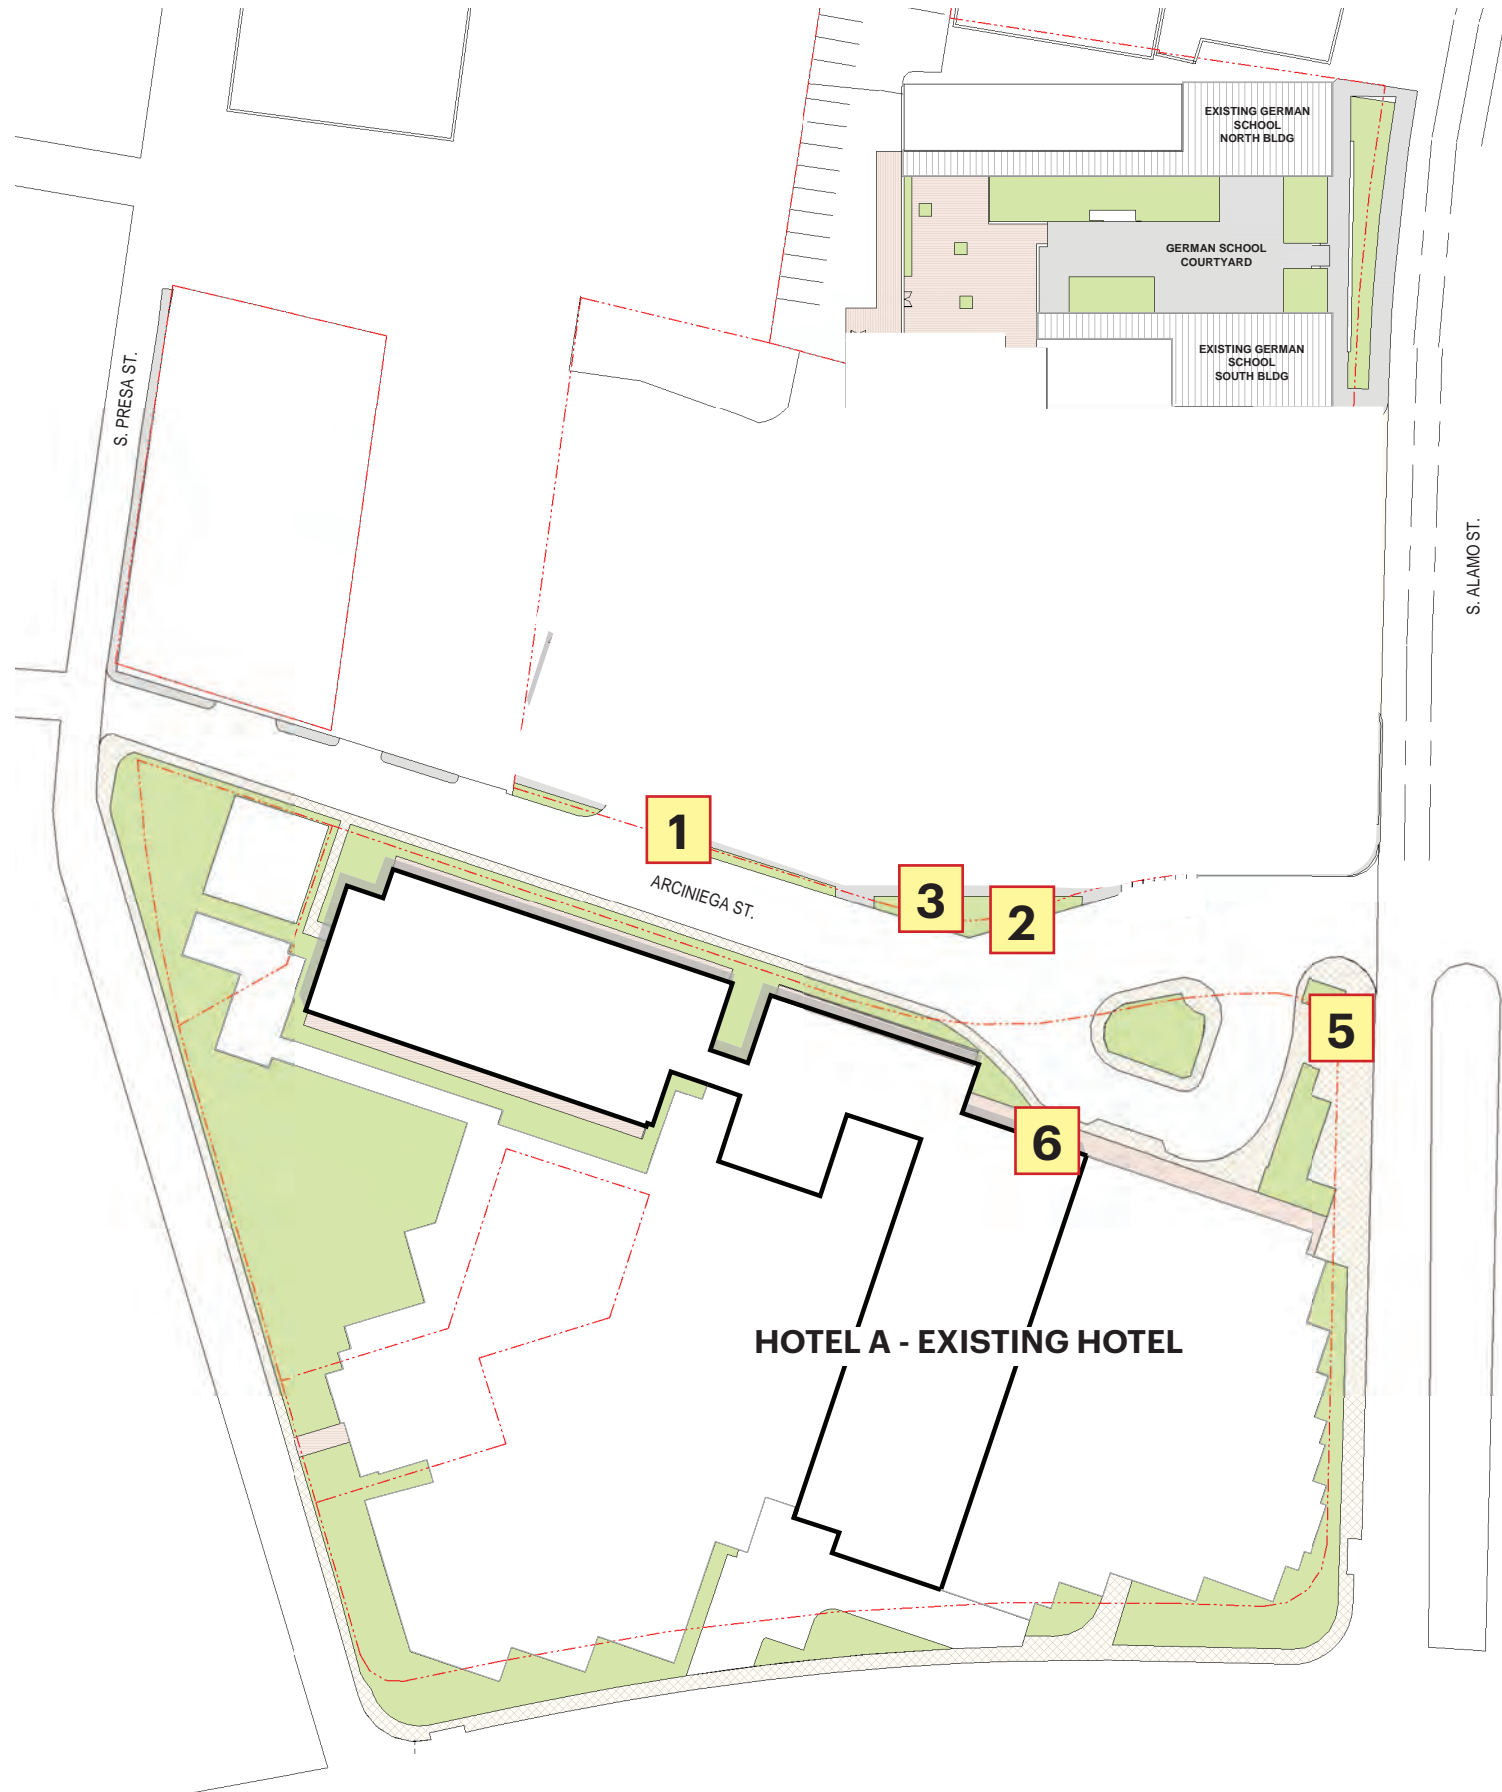 EXISTING GERMAN
SCHOOL
NORTH BLDG
GERMAN SCHOOL
COURTYARD
EXISTING GERMAN
SCHOOL
SOUTH BLDG
S. PRESA ST.
S. ALAMO ST.
1
ARCINIEGA ST.
3
2
5
6
HOTEL A - EXISTING HOTEL